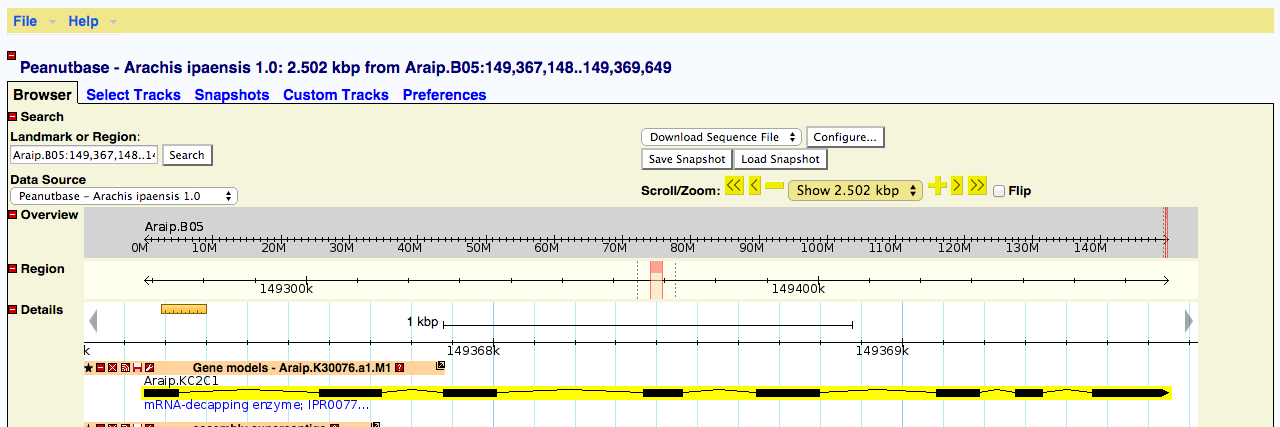 File Help
Peanutbase - Arachis ipaensis 1.0: 2.502 kbp from Araip.B05:149,367,148..149,369,649
Browser Select Tracks Snapshots Custom Tracks Preferences
Search
Landmark or Region:
Araip.B05:149,367,148..14 Search
Download Sequence File Configure...
Save Snapshot Load Snapshot
Data Source
Peanutbase - Arachis ipaensis 1.0
Scroll/Zoom: << < Show 2.502 kbp > >> Flip
Overview
Araip.B05
0M 10M 20M 30M 40M 50M 60M 70M 80M 90M 100M 110M 120M 130M 140M
Region
149300k 149400k
Details
1 kbp
k 149368k 149369k
Gene models - Araip.K30076.a1.M1 ?
Araip.KC2C1
mRNA-decapping enzyme; IPR0077...